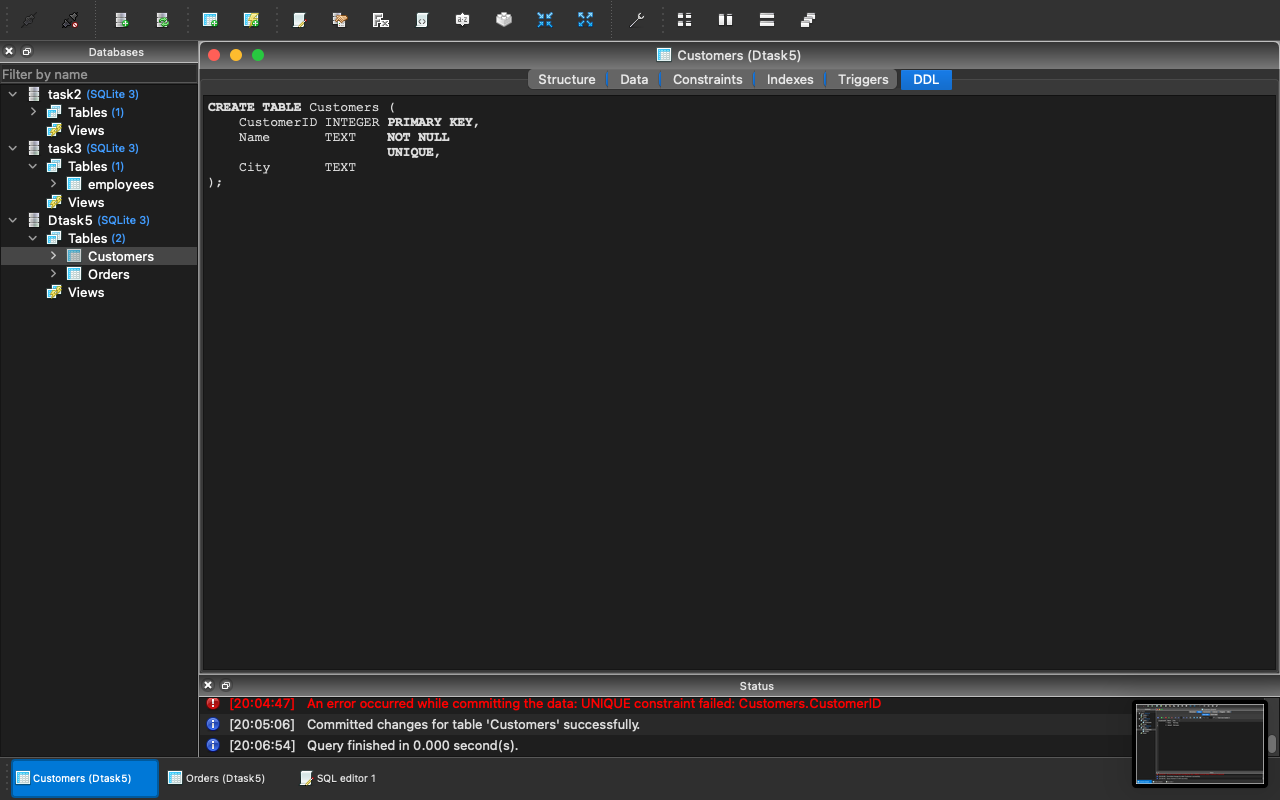 Databases
Filter by name
task2 (SQLite 3)
Tables (1)
Views
task3 (SQLite 3)
Tables (1)
employees
Views
Dtask5 (SQLite 3)
Tables (2)
Customers
Orders
Views
Customers (Dtask5)
Structure Data Constraints Indexes Triggers DDL
CREATE TABLE Customers (
CustomerID INTEGER PRIMARY KEY,
Name TEXT NOT NULL
UNIQUE,
City TEXT
);
Status
[20:04:47] An error occurred while committing the data: UNIQUE constraint failed: Customers.CustomerID
[20:05:06] Committed changes for table 'Customers' successfully.
[20:06:54] Query finished in 0.000 second(s).
Customers (Dtask5) Orders (Dtask5) SQL editor 1